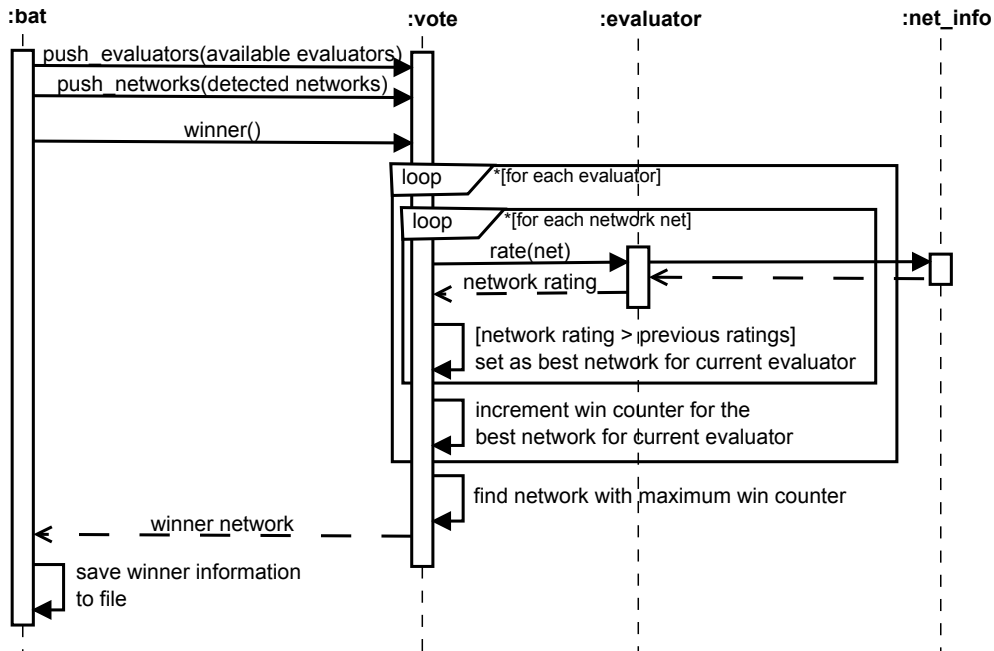 :bat :vote :evaluator :net_info
push_evaluators(available evaluators)
push_networks(detected networks)
winner()
loop *[for each evaluator]
loop *[for each network net]
rate(net)
network rating
[network rating > previous ratings]
set as best network for current evaluator
increment win counter for the
best network for current evaluator
find network with maximum win counter
winner network
save winner information
to file